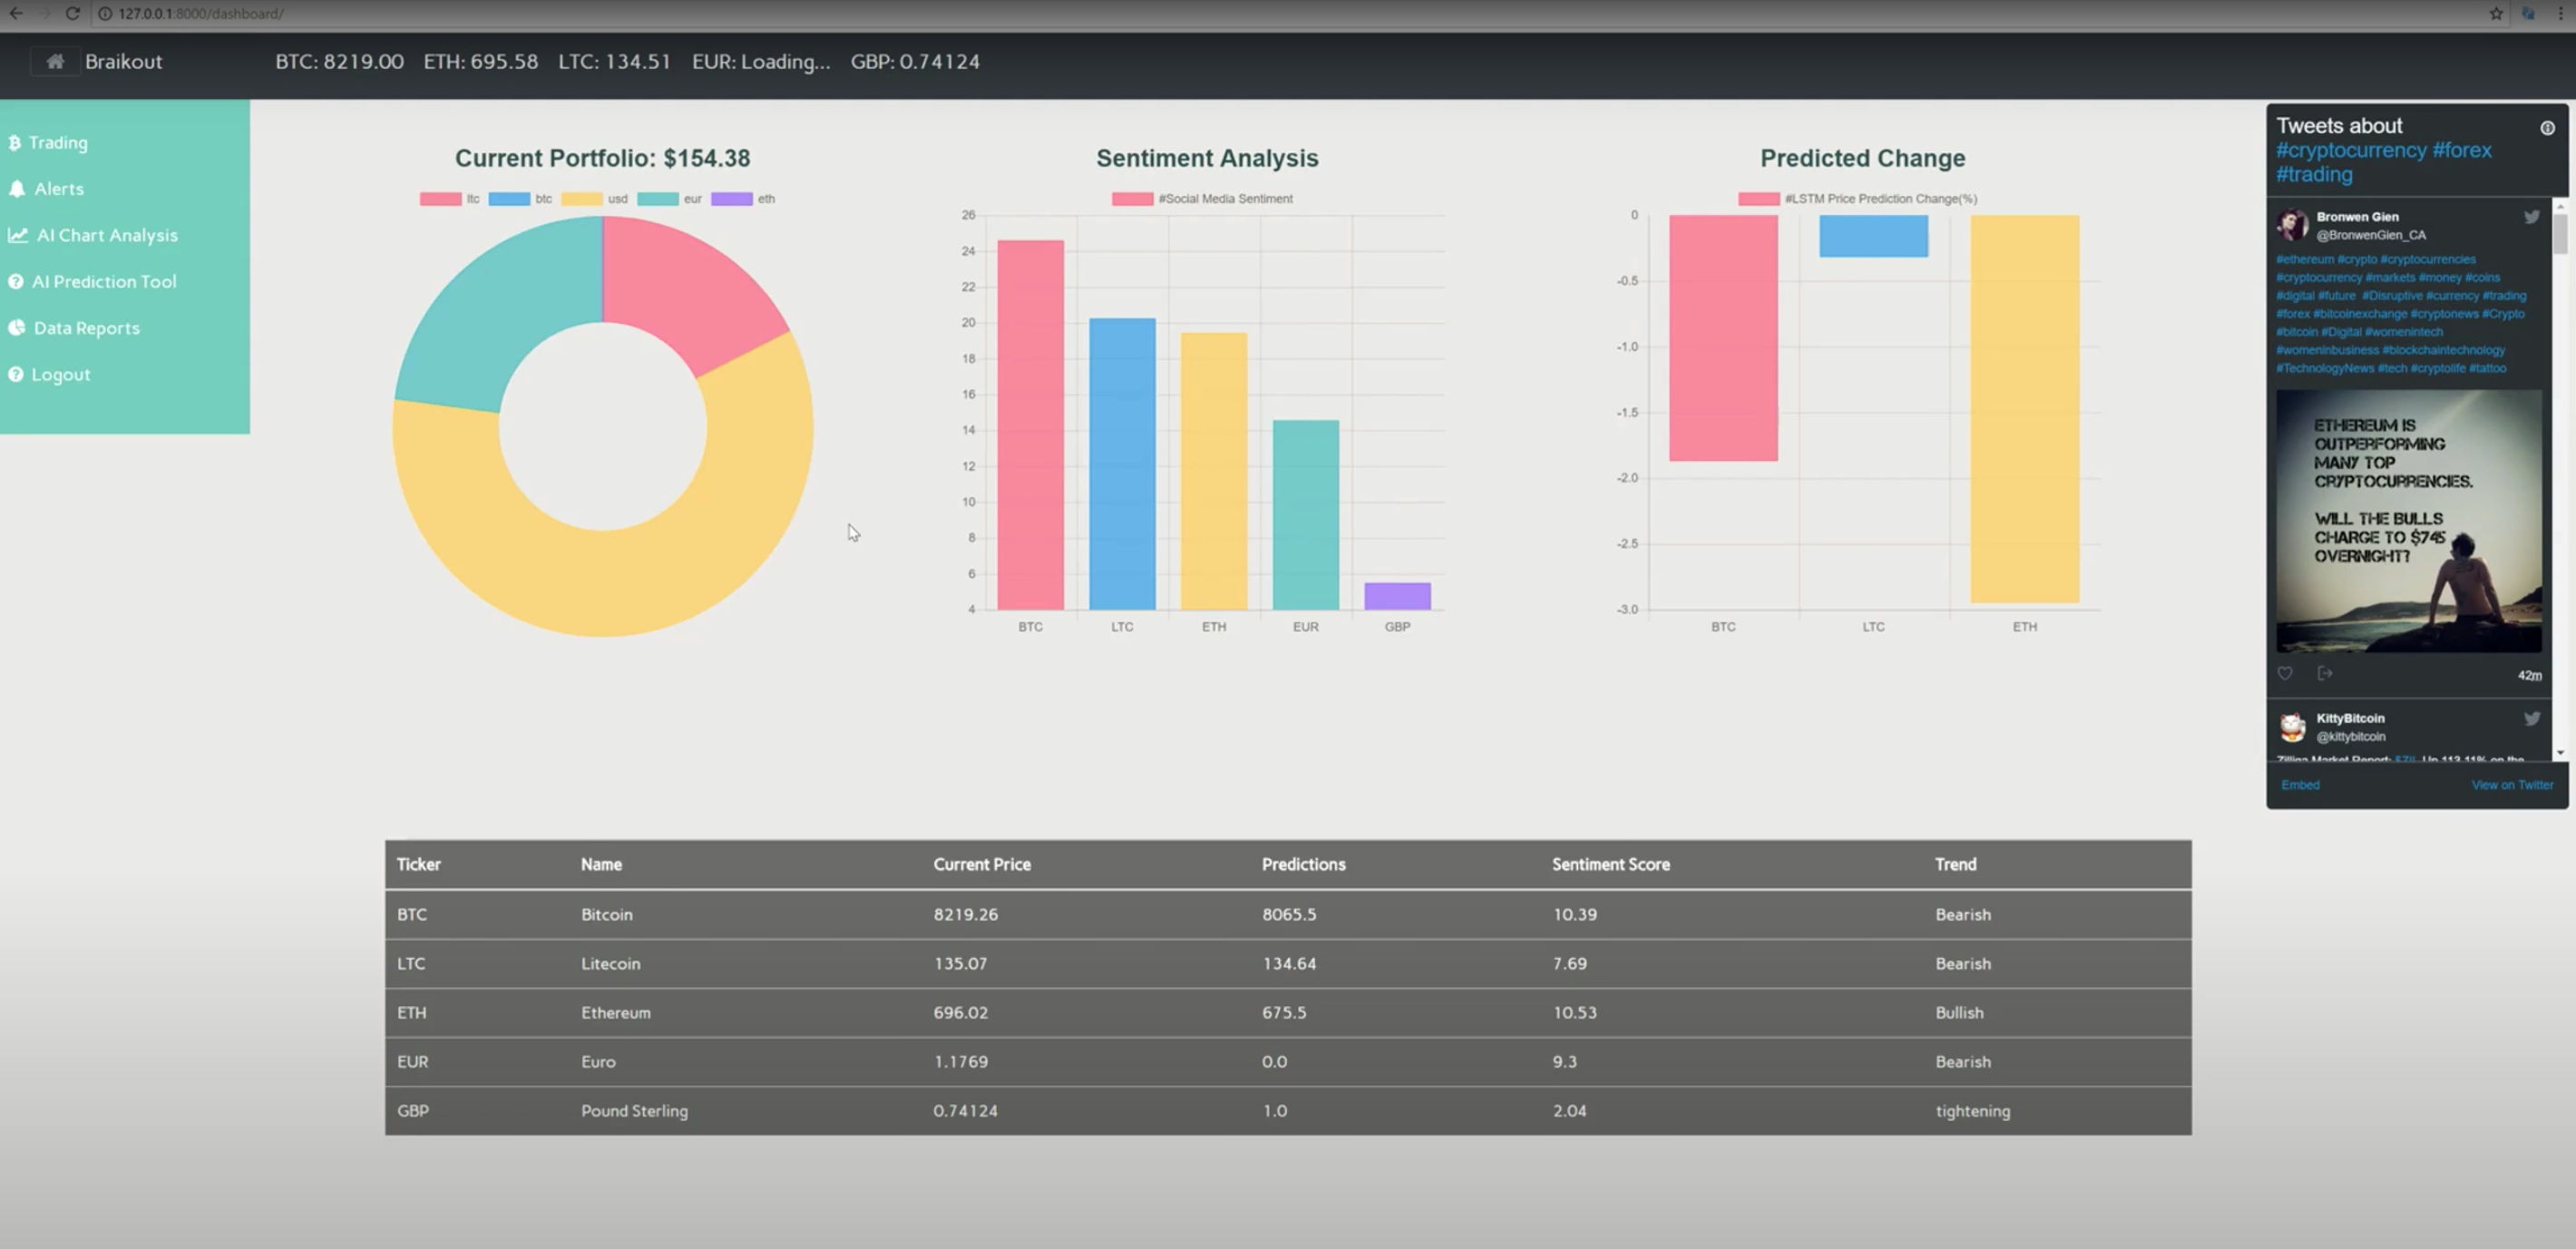 127.0.0.1:8000/dashboard/
Braikout
BTC: 8219.00 ETH: 695.58 LTC: 134.51 EUR: Loading... GBP: 0.74124
Trading
Alerts
AI Chart Analysis
AI Prediction Tool
Data Reports
Logout
Current Portfolio: $154.38
ltc btc usd eur eth
Sentiment Analysis
#Social Media Sentiment
26
24
22
20
18
16
14
12
10
8
6
4
BTC LTC ETH EUR GBP
Predicted Change
#LSTM Price Prediction Change(%)
0
-0.5
-1.0
-1.5
-2.0
-2.5
-3.0
BTC LTC ETH
Tweets about
#cryptocurrency #forex
#trading
Bronwen Gien
@BronwenGien_CA
#ethereum #crypto #cryptocurrencies
#cryptocurrency #markets #money #coins
#digital #future #Disruptive #currency #trading
#forex #bitcoinexchange #cryptonews #Crypto
#bitcoin #Digital #womenintech
#womeninbusiness #blockchaintechnology
#TechnologyNews #tech #cryptolife #tattoo
ETHEREUM IS
OUTPERFORMING
MANY TOP
CRYPTOCURRENCIES.
WILL THE BULLS
CHARGE TO $745
OVERNIGHT?
42m
KittyBitcoin
@kittybitcoin
Zilliqa Market Report: $ZIL Up 113.11% on the
Embed View on Twitter
Ticker Name Current Price Predictions Sentiment Score Trend
BTC Bitcoin 8219.26 8065.5 10.39 Bearish
LTC Litecoin 135.07 134.64 7.69 Bearish
ETH Ethereum 696.02 675.5 10.53 Bullish
EUR Euro 1.1769 0.0 9.3 Bearish
GBP Pound Sterling 0.74124 1.0 2.04 tightening